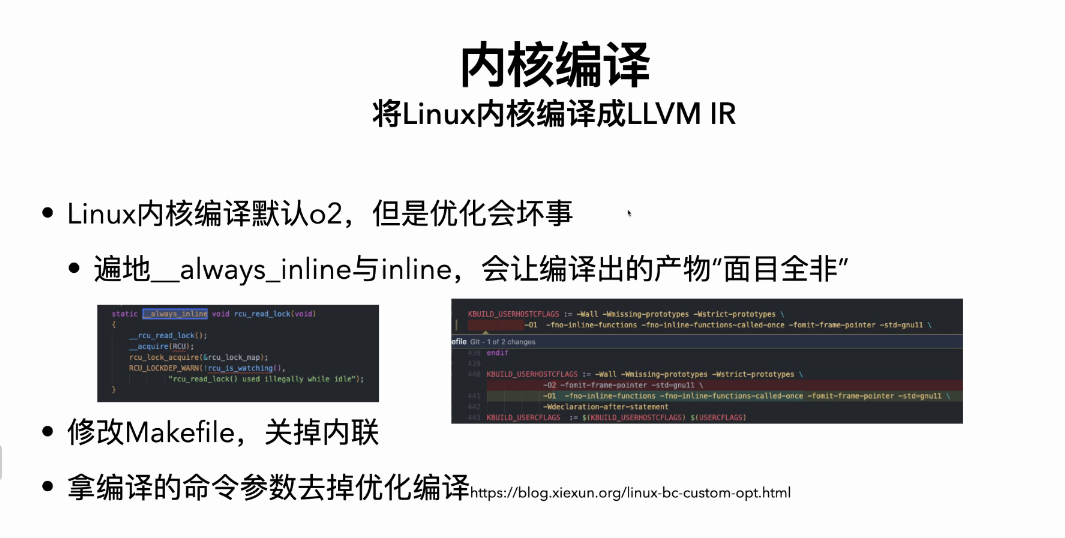 内核编译
将Linux内核编译成LLVM IR
Linux内核编译默认o2，但是优化会坏事
遍地__always_inline与inline，会让编译出的产物“面目全非”
static __always_inline void rcu_read_lock(void)
{
__rcu_read_lock();
__acquire(RCU);
rcu_lock_acquire(&rcu_lock_map);
RCU_LOCKDEP_WARN(!rcu_is_watching(),
"rcu_read_lock() used illegally while idle");
}
KBUILD_USERHOSTCFLAGS := -Wall -Wmissing-prototypes -Wstrict-prototypes \
-O1 -fno-inline-functions -fno-inline-functions-called-once -fomit-frame-pointer -std=gnu11 \
efile Git - 1 of 2 changes
438 endif
439
440 KBUILD_USERHOSTCFLAGS := -Wall -Wmissing-prototypes -Wstrict-prototypes \
-O2 -fomit-frame-pointer -std=gnu11 \
441 -O1 -fno-inline-functions -fno-inline-functions-called-once -fomit-frame-pointer -std=gnu11 \
442 -Wdeclaration-after-statement
443 KBUILD_USERCFLAGS := $(KBUILD_USERHOSTCFLAGS) $(USERCFLAGS)
修改Makefile，关掉内联
拿编译的命令参数去掉优化编译https://blog.xiexun.org/linux-bc-custom-opt.html